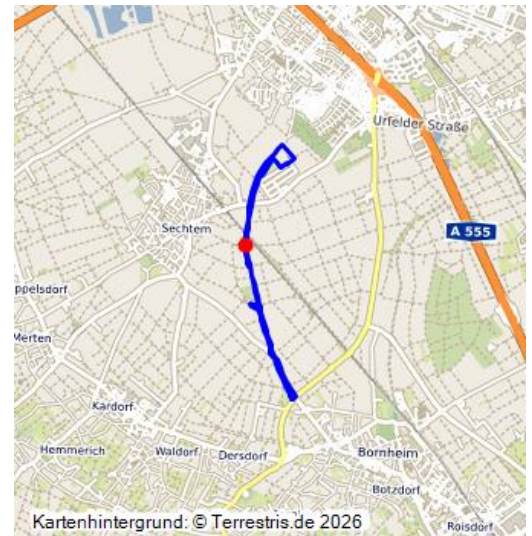 Urfelder Straße
Sechtem
A 555
ppelsdorf
Merten
Kardorf
Hemmerich
Waldorf
Dersdorf
Bornheim
Botzdorf
Roisdorf
Kartenhintergrund: © Terrestris.de 2026